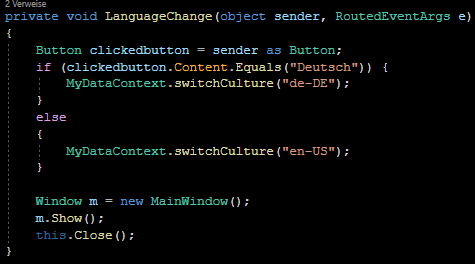 2 Verweise
private void LanguageChange(object sender, RoutedEventArgs e)
{
Button clickedbutton = sender as Button;
if (clickedbutton.Content.Equals("Deutsch")) {
MyDataContext.switchCulture("de-DE");
}
else
{
MyDataContext.switchCulture("en-US");
}
Window m = new MainWindow();
m.Show();
this.Close();
}